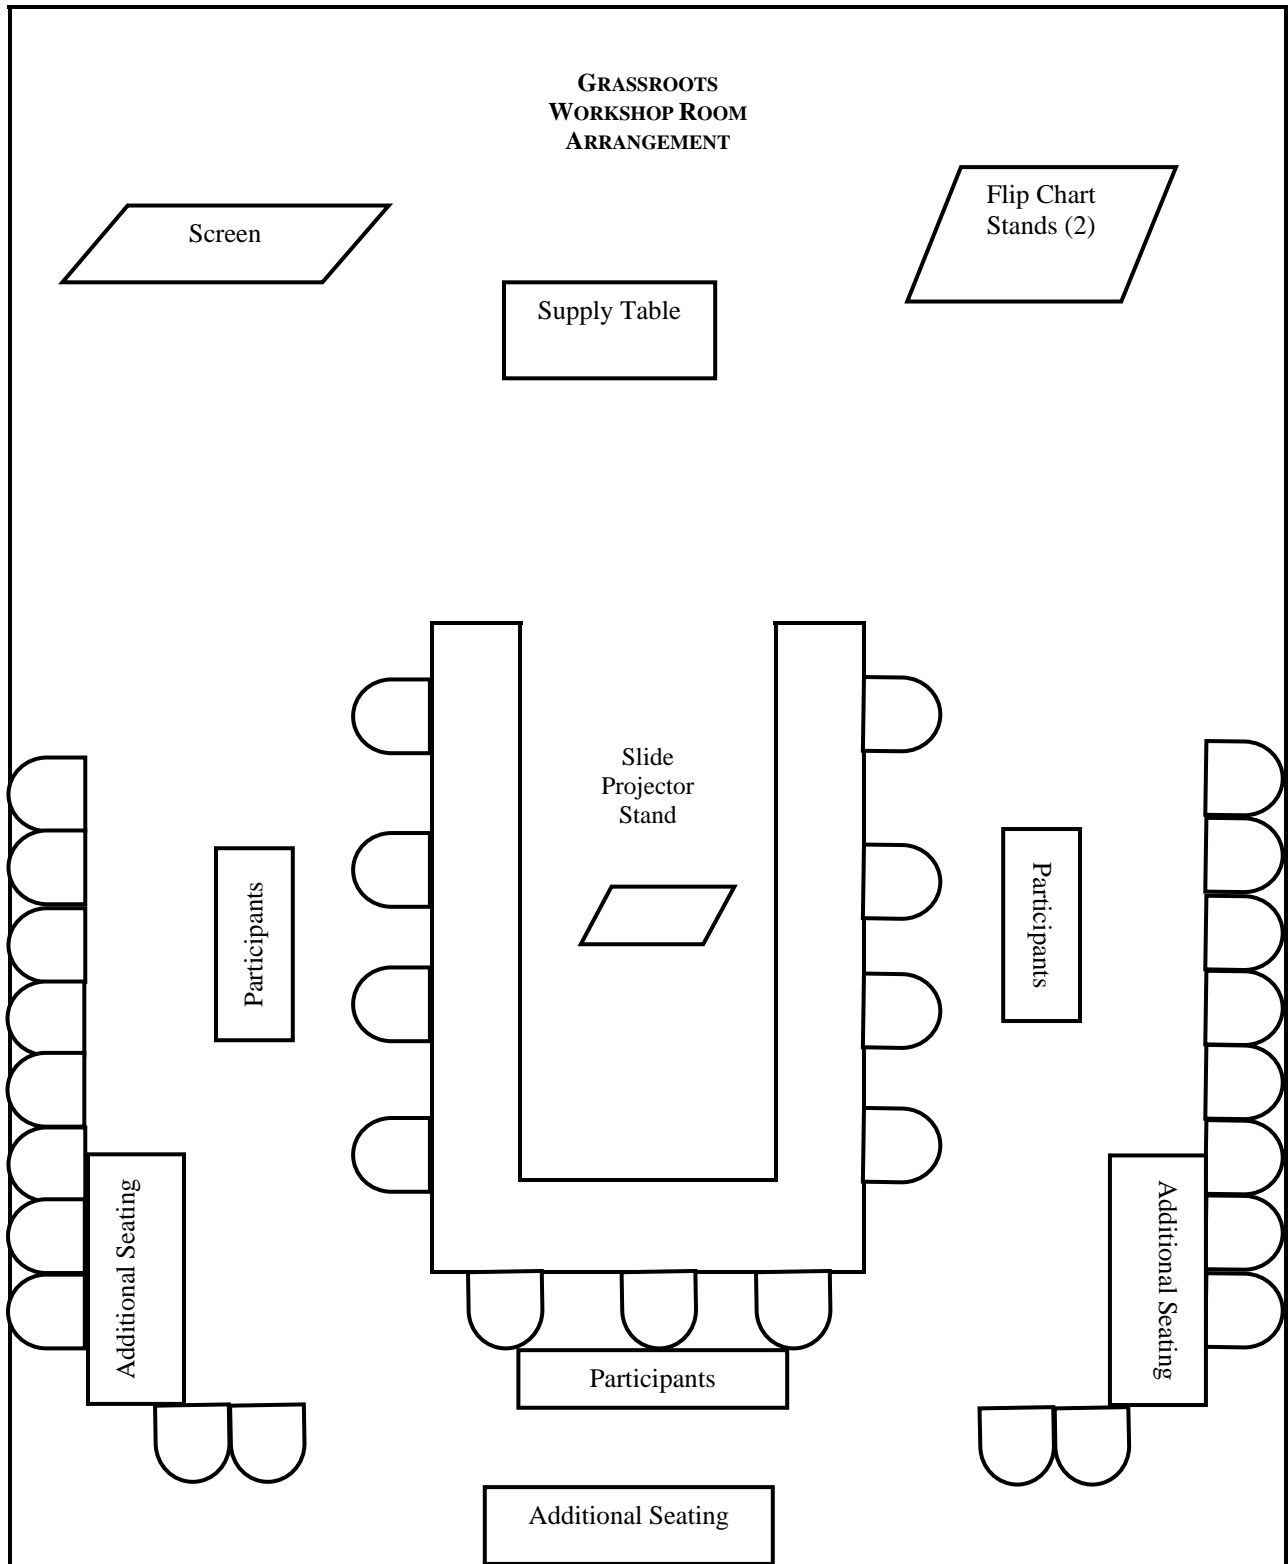 GRASSROOTS
WORKSHOP ROOM
ARRANGEMENT
Screen
Flip Chart
Stands (2)
Supply Table
Slide
Projector
Stand
Participants
Participants
Additional Seating
Additional Seating
Participants
Additional Seating